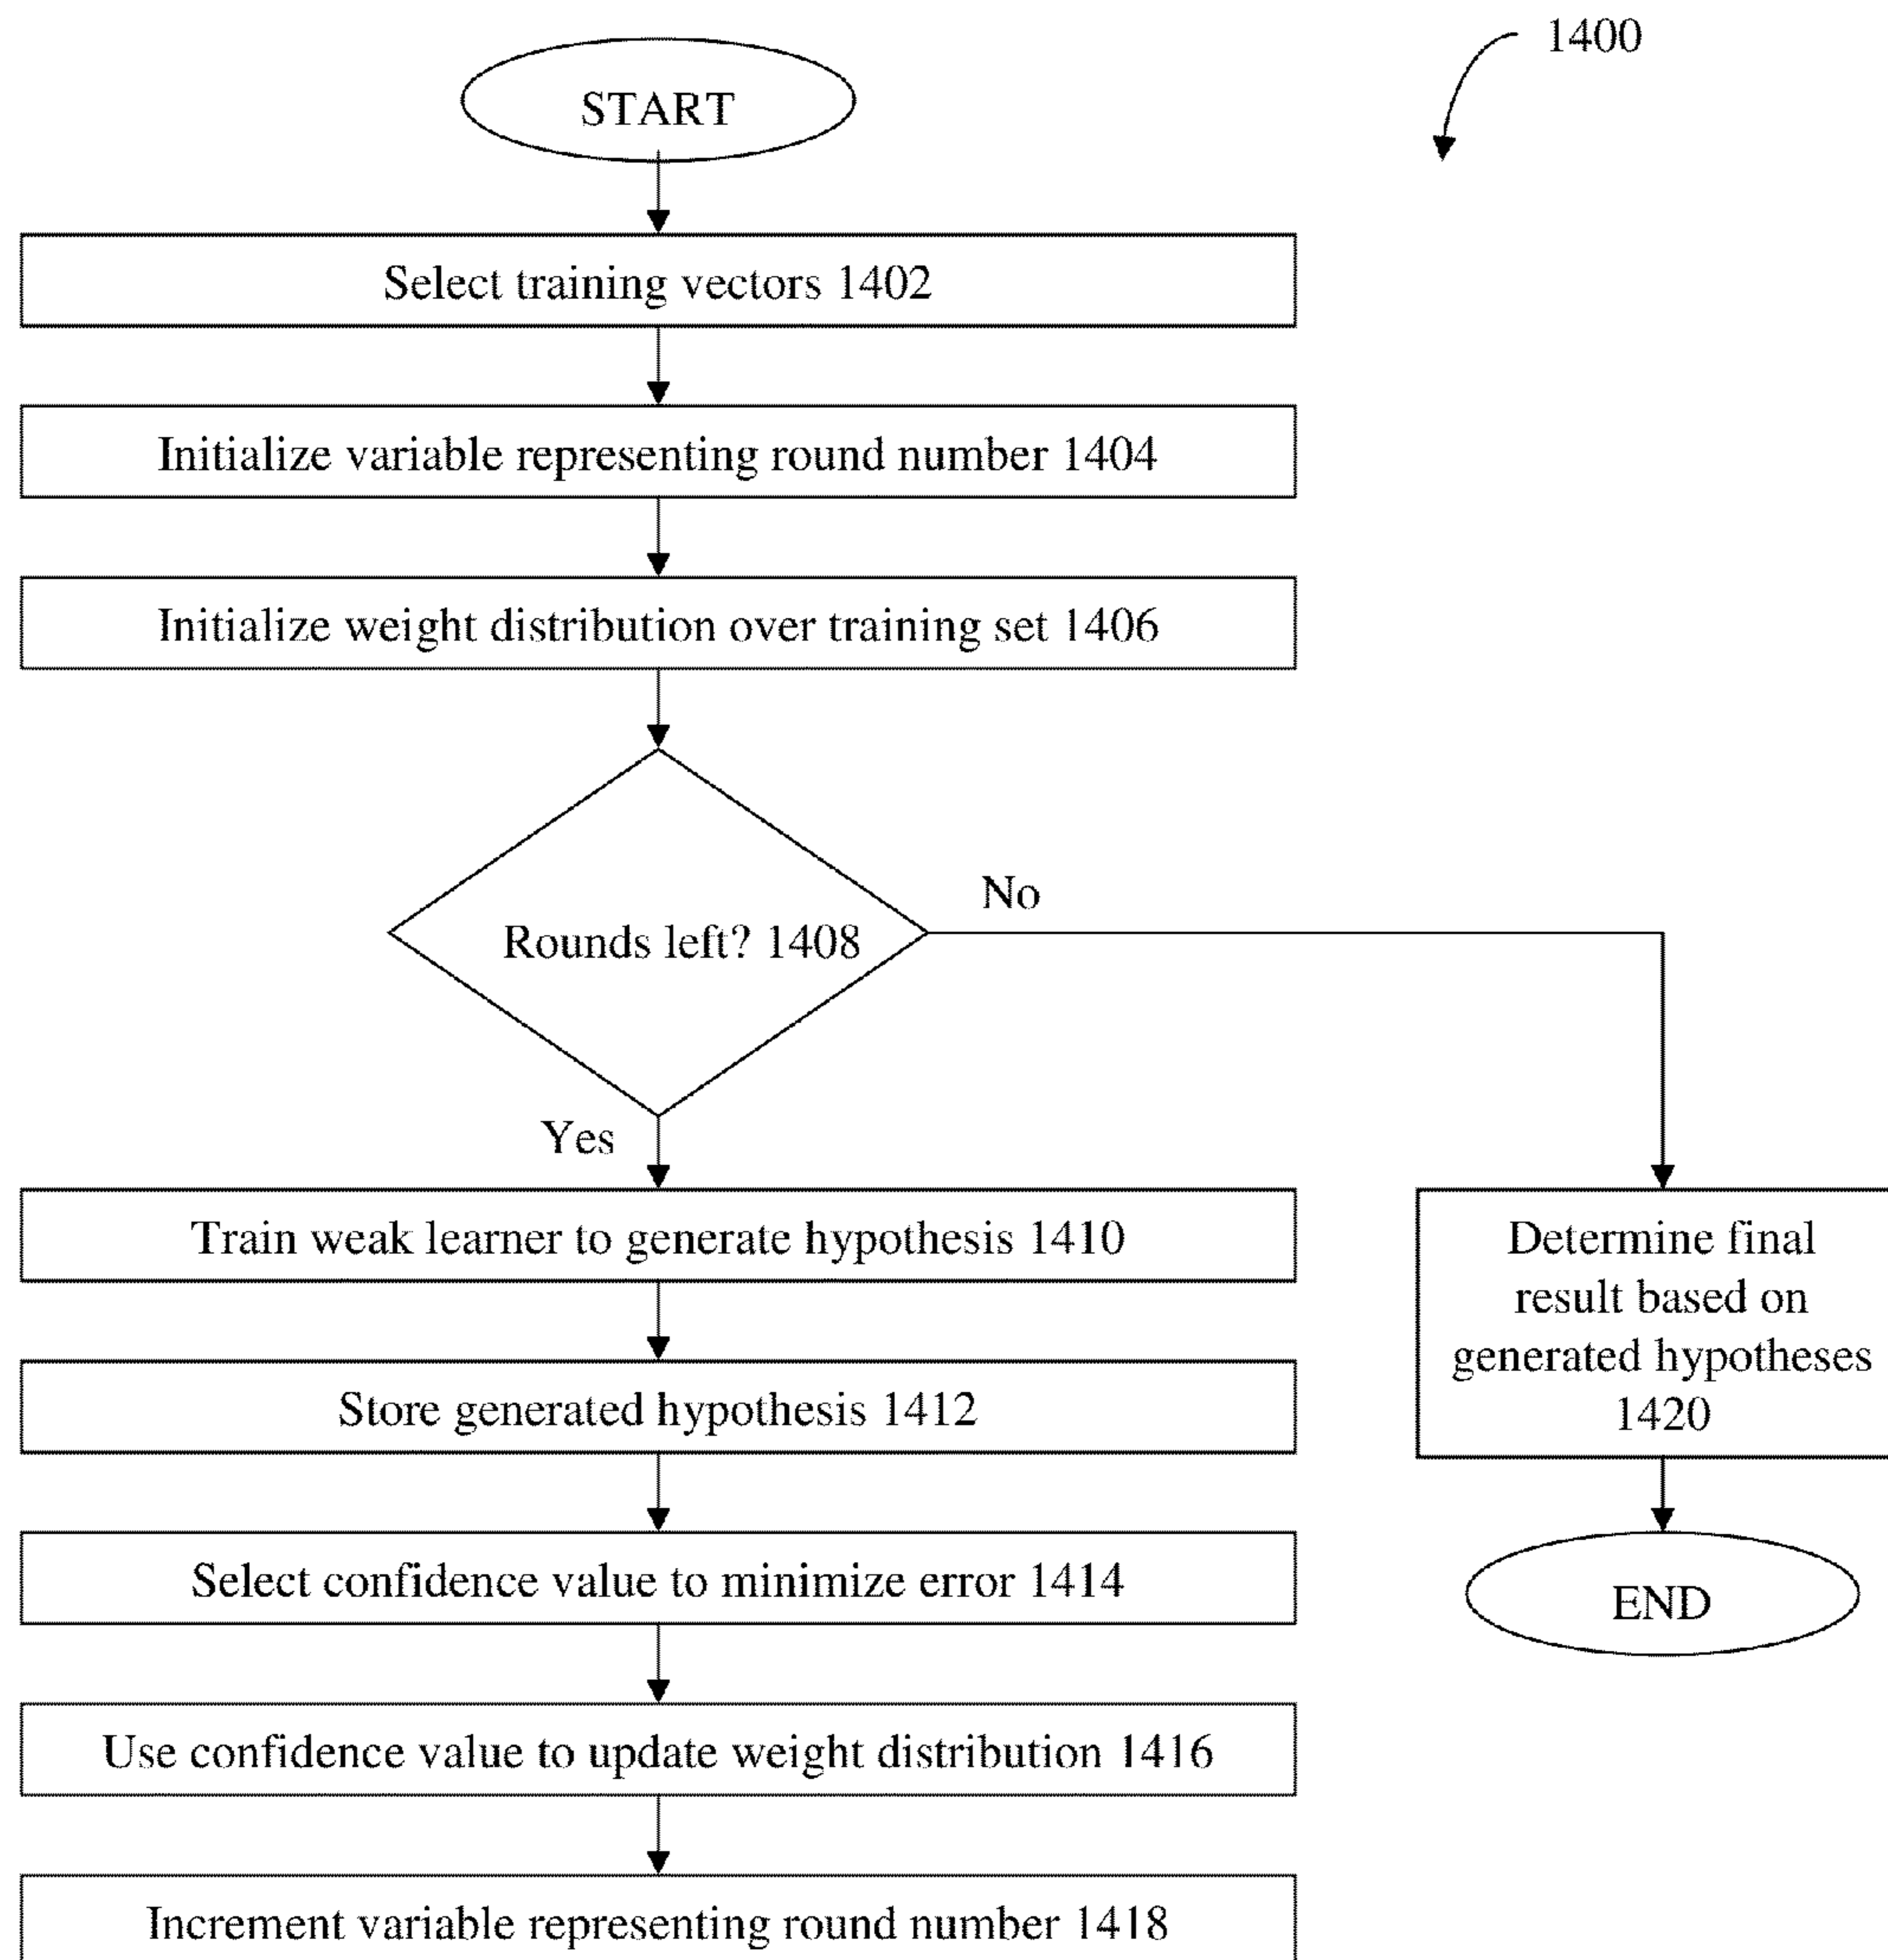 1400
START
Select training vectors 1402
Initialize variable representing round number 1404
Initialize weight distribution over training set 1406
Rounds left? 1408
No
Yes
Train weak learner to generate hypothesis 1410
Store generated hypothesis 1412
Select confidence value to minimize error 1414
Use confidence value to update weight distribution 1416
Increment variable representing round number 1418
Determine final
result based on
generated hypotheses
1420
END